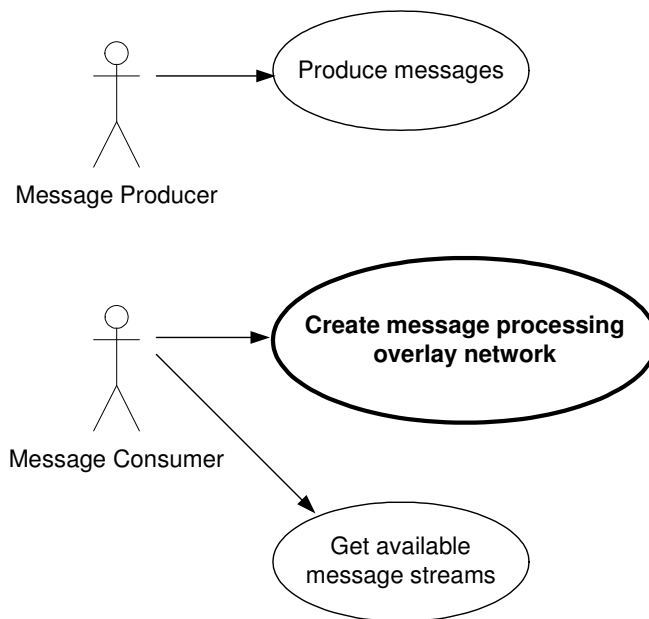 Produce messages
Message Producer
Create message processing
overlay network
Message Consumer
Get available
message streams